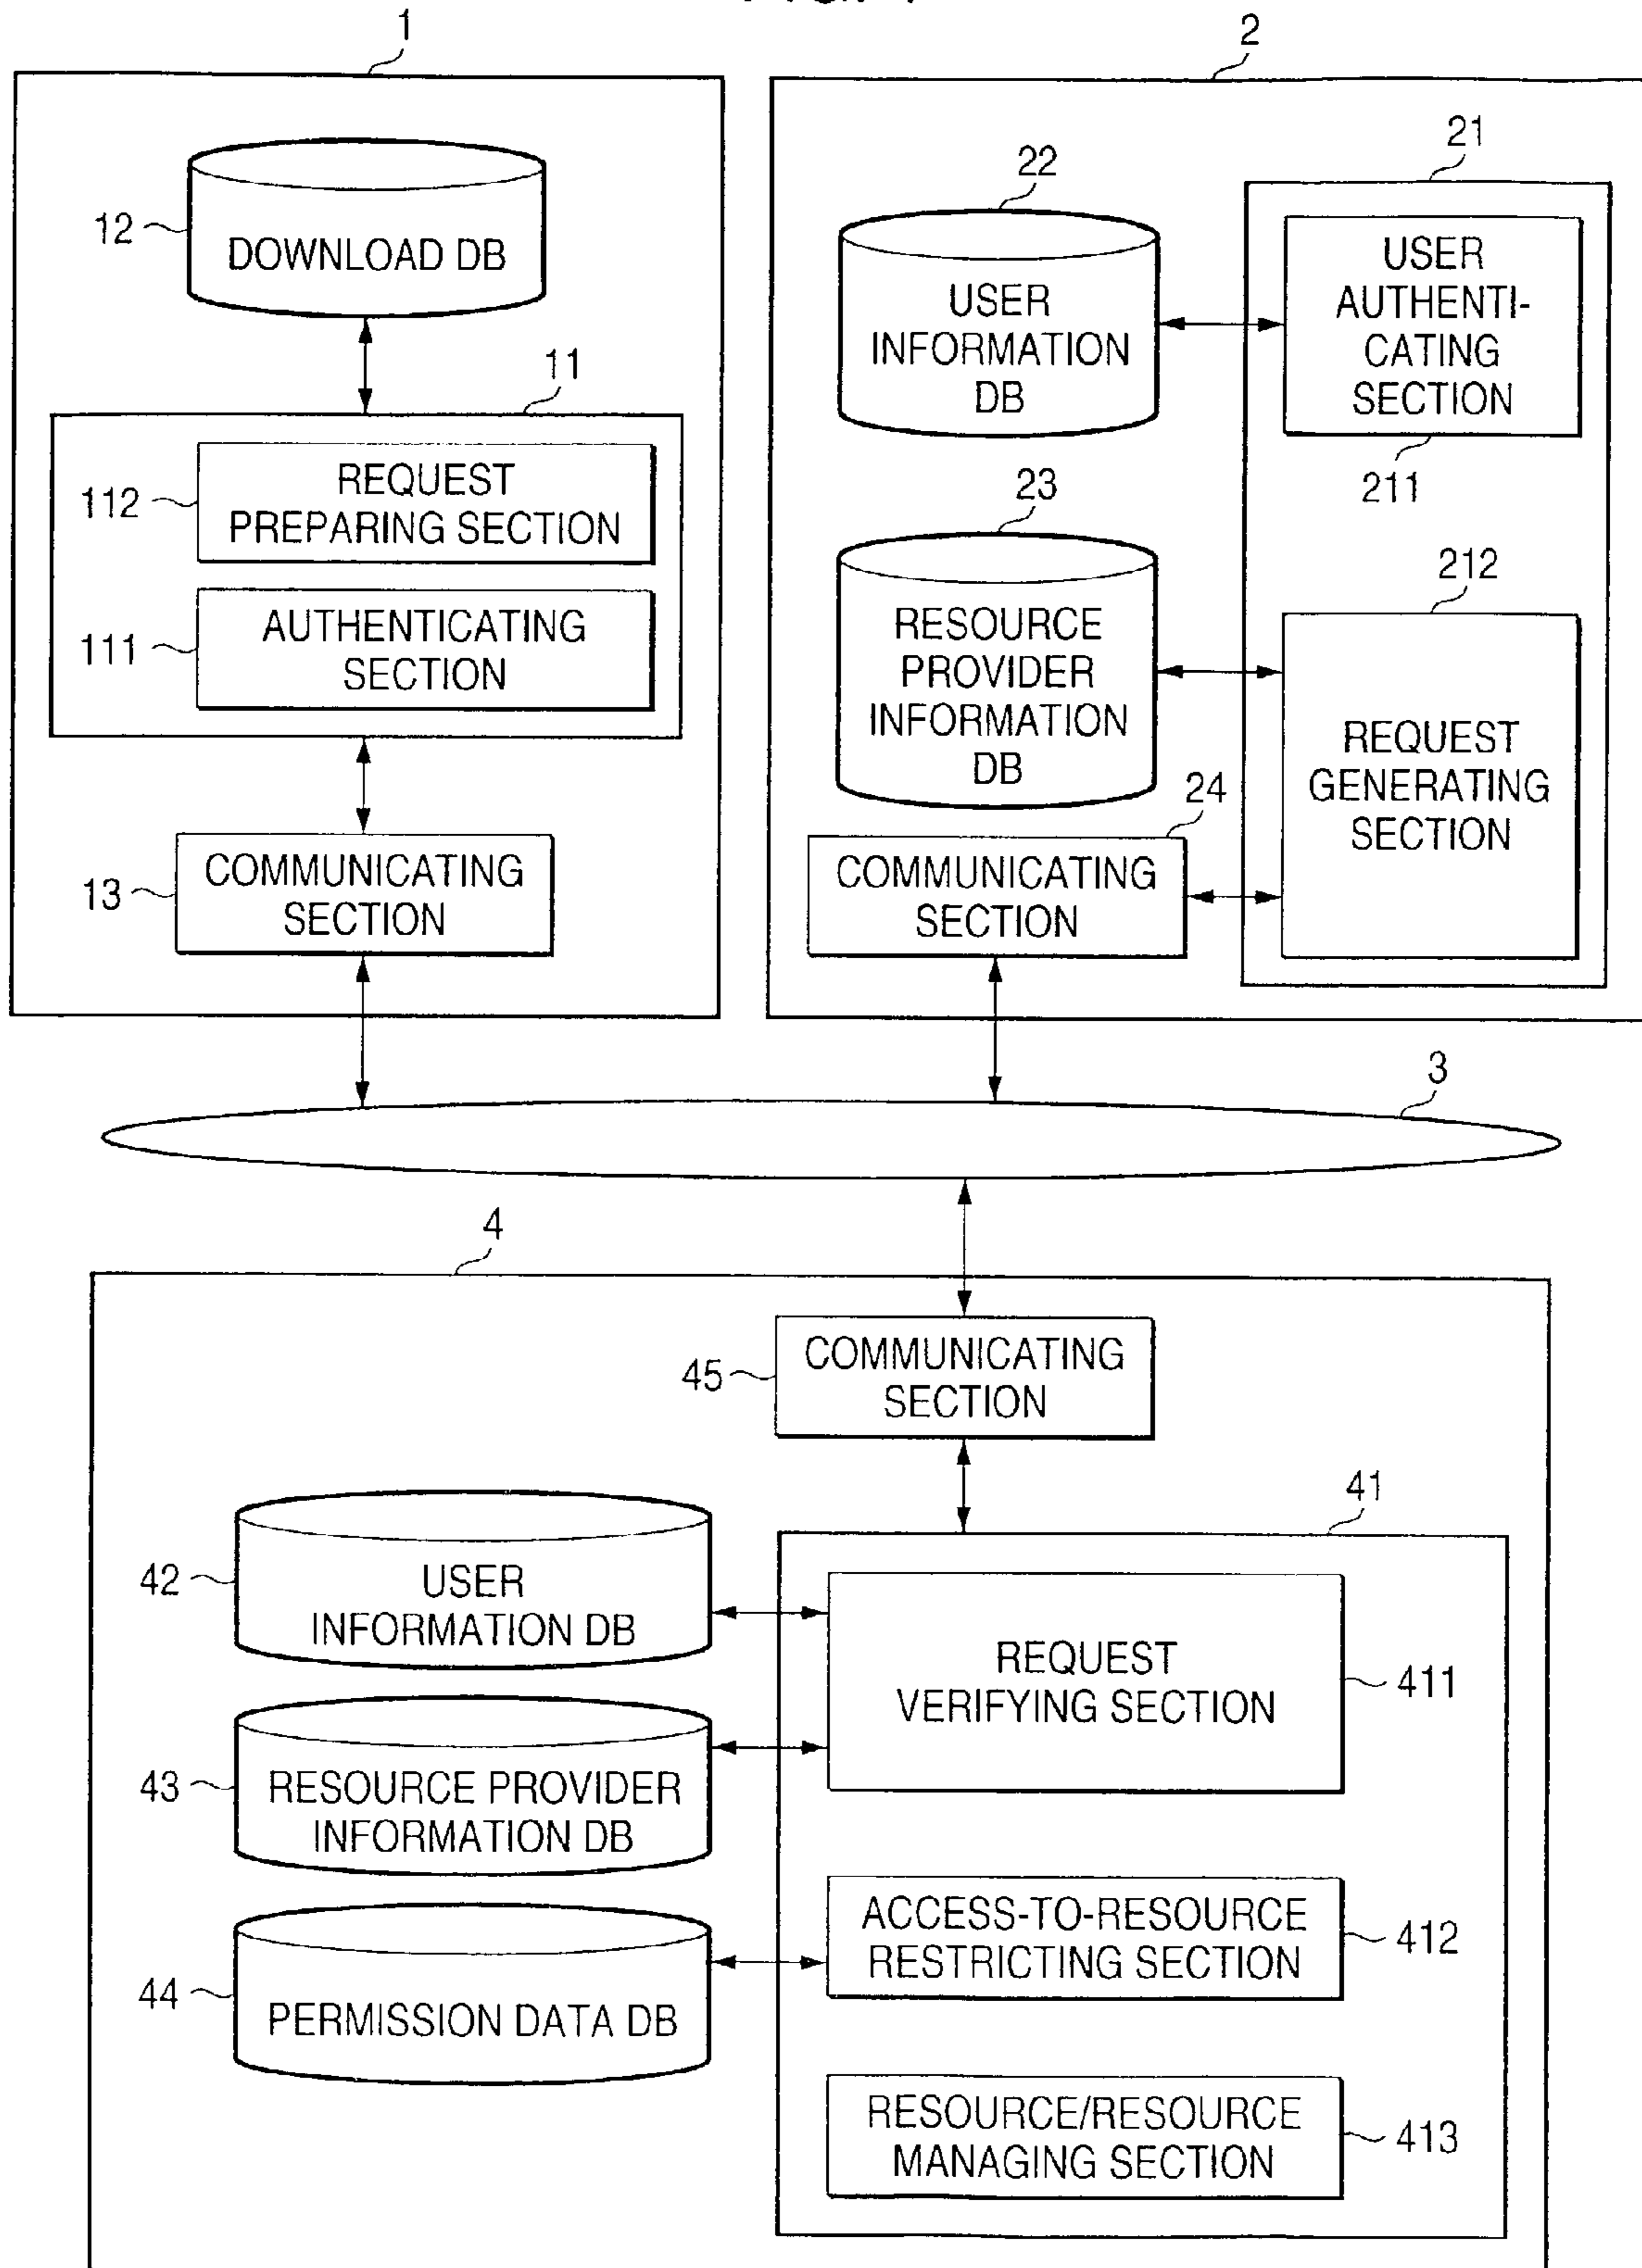 1
2
12
DOWNLOAD DB
11
112
REQUEST
PREPARING SECTION
111
AUTHENTICATING
SECTION
13
COMMUNICATING
SECTION
22
USER
INFORMATION
DB
21
USER
AUTHENTI-
CATING
SECTION
211
23
RESOURCE
PROVIDER
INFORMATION
DB
212
REQUEST
GENERATING
SECTION
24
COMMUNICATING
SECTION
3
4
45
COMMUNICATING
SECTION
41
42
USER
INFORMATION DB
REQUEST
VERIFYING SECTION
411
43
RESOURCE PROVIDER
INFORMATION DB
ACCESS-TO-RESOURCE
RESTRICTING SECTION
412
44
PERMISSION DATA DB
RESOURCE/RESOURCE
MANAGING SECTION
413